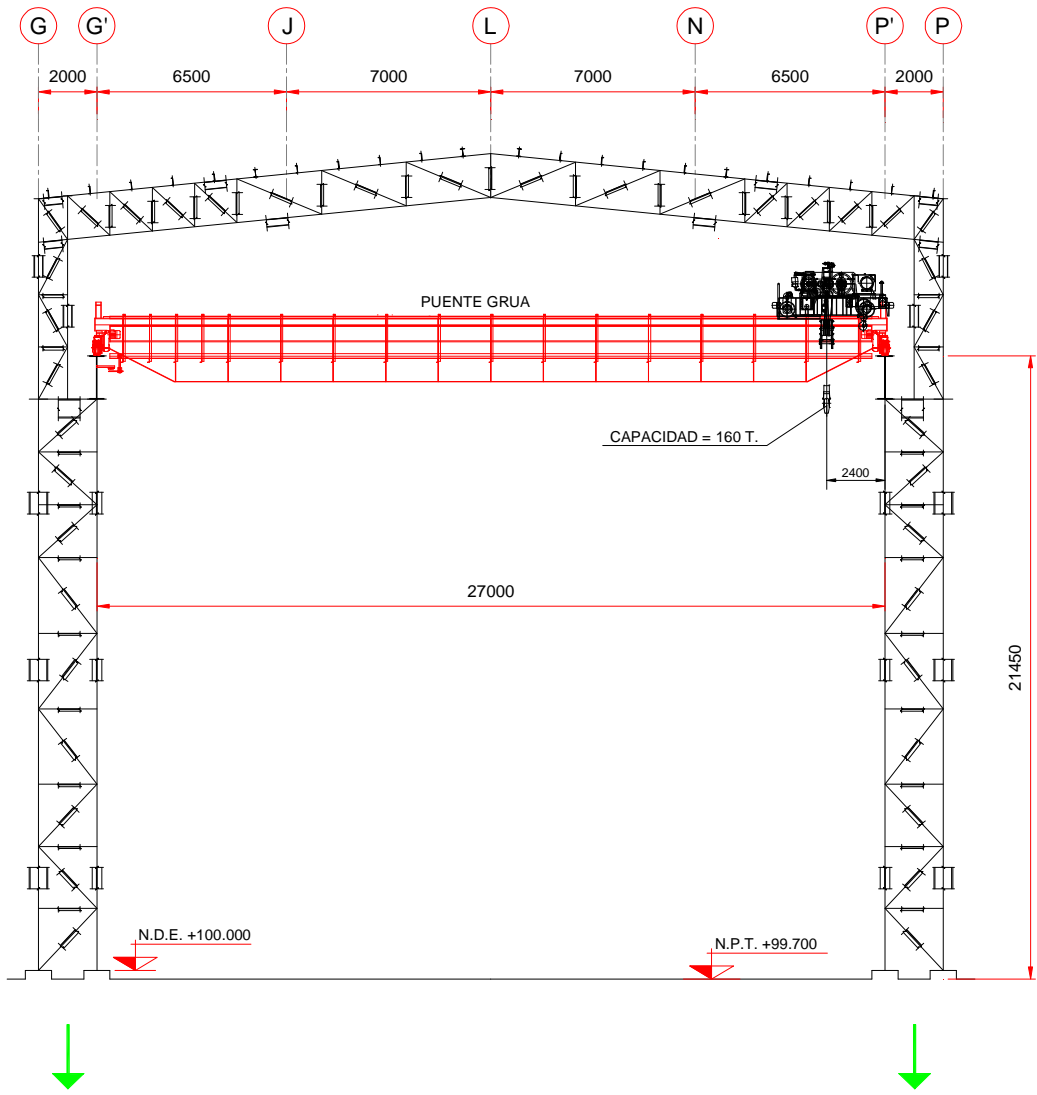 G G' J L N P' P
2000 6500 7000 7000 6500 2000
PUENTE GRUA
CAPACIDAD = 160 T.
2400
27000
21450
N.D.E. +100.000
N.P.T. +99.700